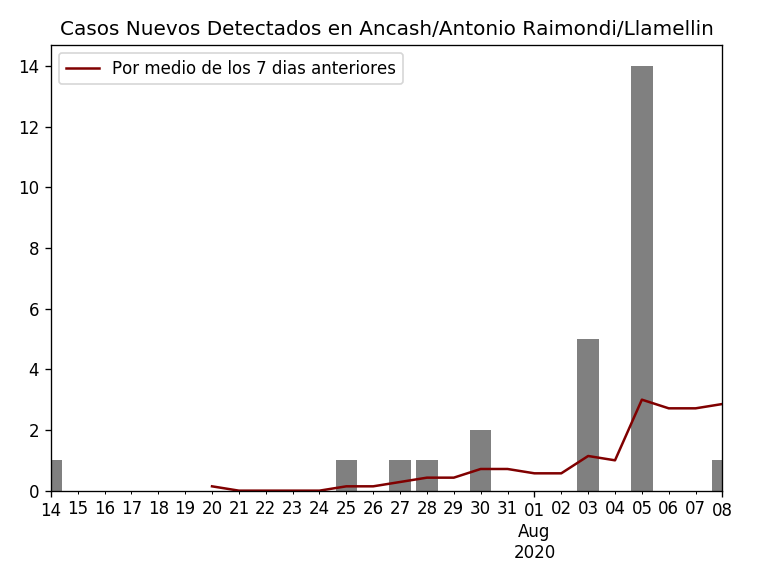 Casos Nuevos Detectados en Ancash/Antonio Raimondi/Llamellin
Por medio de los 7 dias anteriores
14
12
10
8
6
4
2
0
14 15 16 17 18 19 20 21 22 23 24 25 26 27 28 29 30 31 01 02 03 04 05 06 07 08
Aug
2020